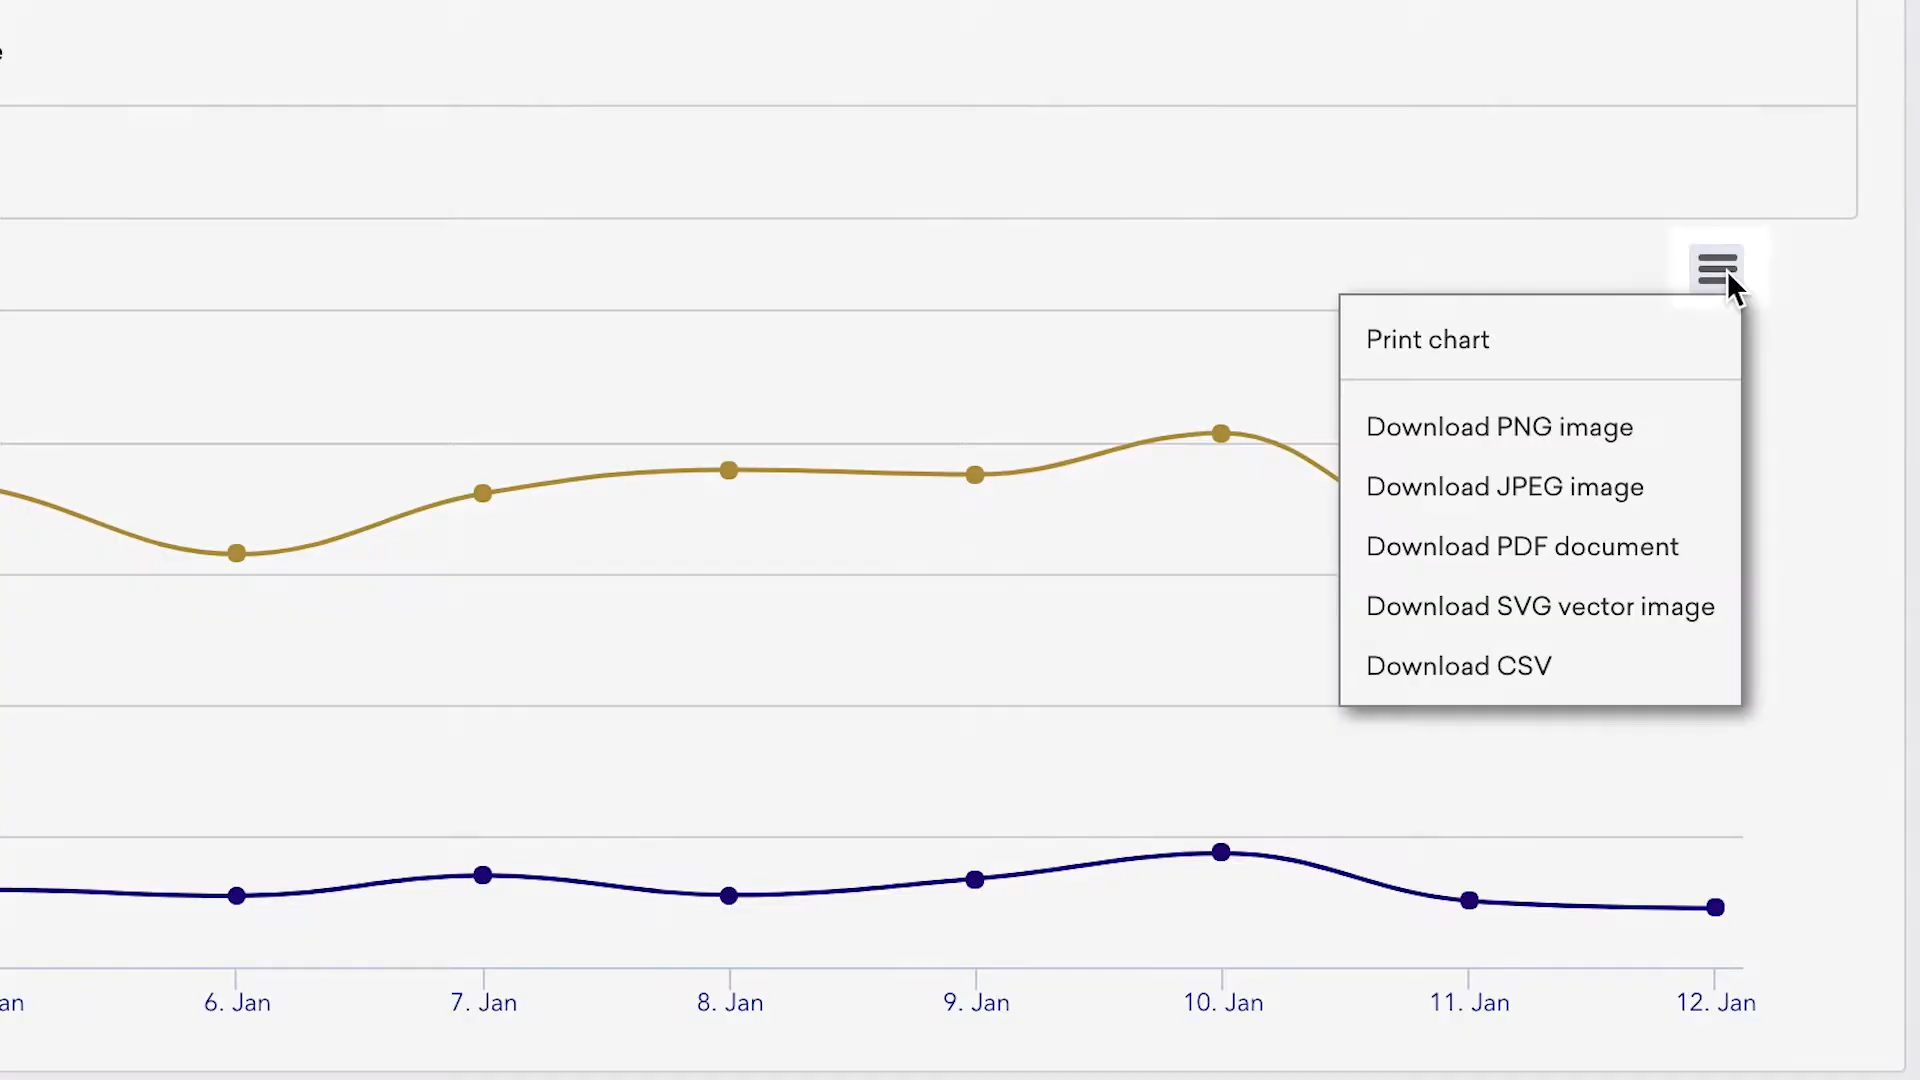 Print chart
Download PNG image
Download JPEG image
Download PDF document
Download SVG vector image
Download CSV
6. Jan
7. Jan
8. Jan
9. Jan
10. Jan
11. Jan
12. Jan